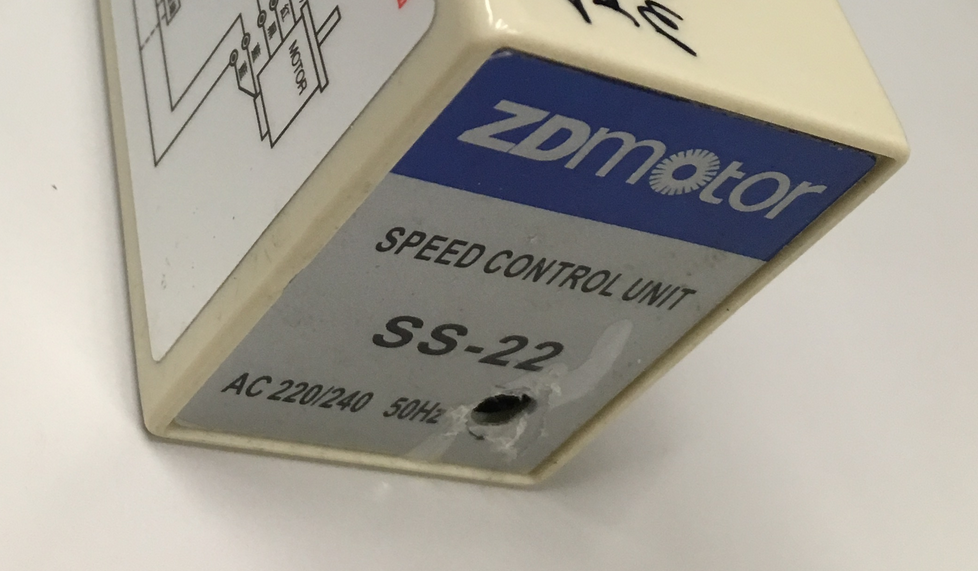 MOTOR
ZDmotor
SPEED CONTROL UNIT
SS-22
AC 220/240 50Hz